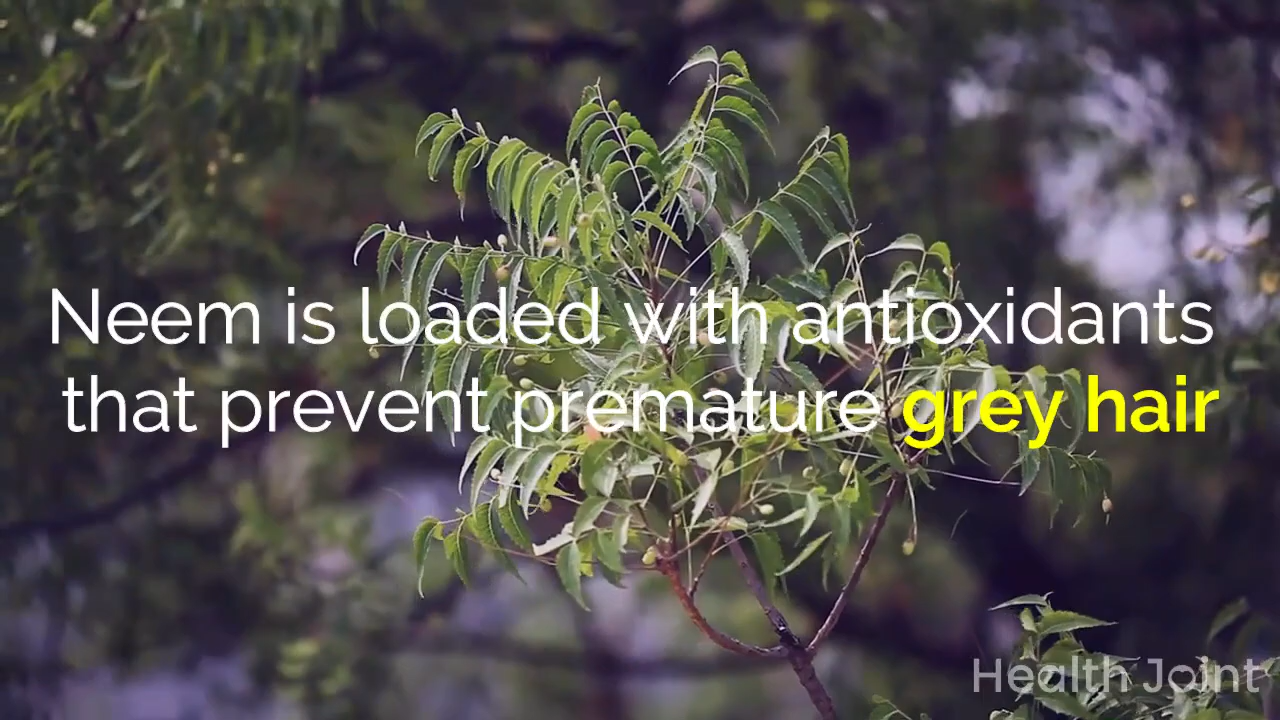 Neem is loaded with antioxidants
that prevent premature grey hair
Health Joint